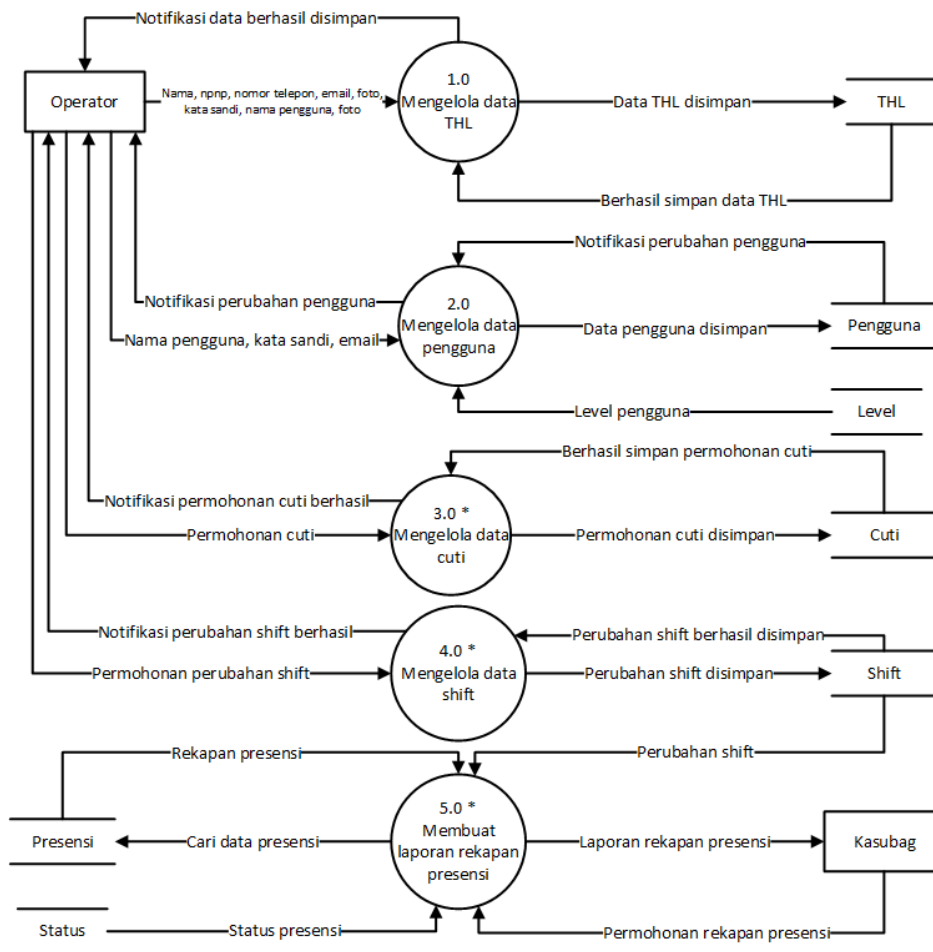 Notifikasi data berhasil disimpan
Operator
Nama, npnp, nomor telepon, email, foto,
kata sandi, nama pengguna, foto
1.0
Mengelola data
THL
Data THL disimpan
THL
Berhasil simpan data THL
Notifikasi perubahan pengguna
Notifikasi perubahan pengguna
2.0
Mengelola data
pengguna
Nama pengguna, kata sandi, email
Data pengguna disimpan
Pengguna
Level pengguna
Level
Berhasil simpan permohonan cuti
Notifikasi permohonan cuti berhasil
3.0 *
Mengelola data
cuti
Permohonan cuti
Permohonan cuti disimpan
Cuti
Notifikasi perubahan shift berhasil
Perubahan shift berhasil disimpan
4.0 *
Mengelola data
shift
Permohonan perubahan shift
Perubahan shift disimpan
Shift
Rekapan presensi
Perubahan shift
5.0 *
Membuat
laporan rekapan
presensi
Presensi
Cari data presensi
Laporan rekapan presensi
Kasubag
Status
Status presensi
Permohonan rekapan presensi